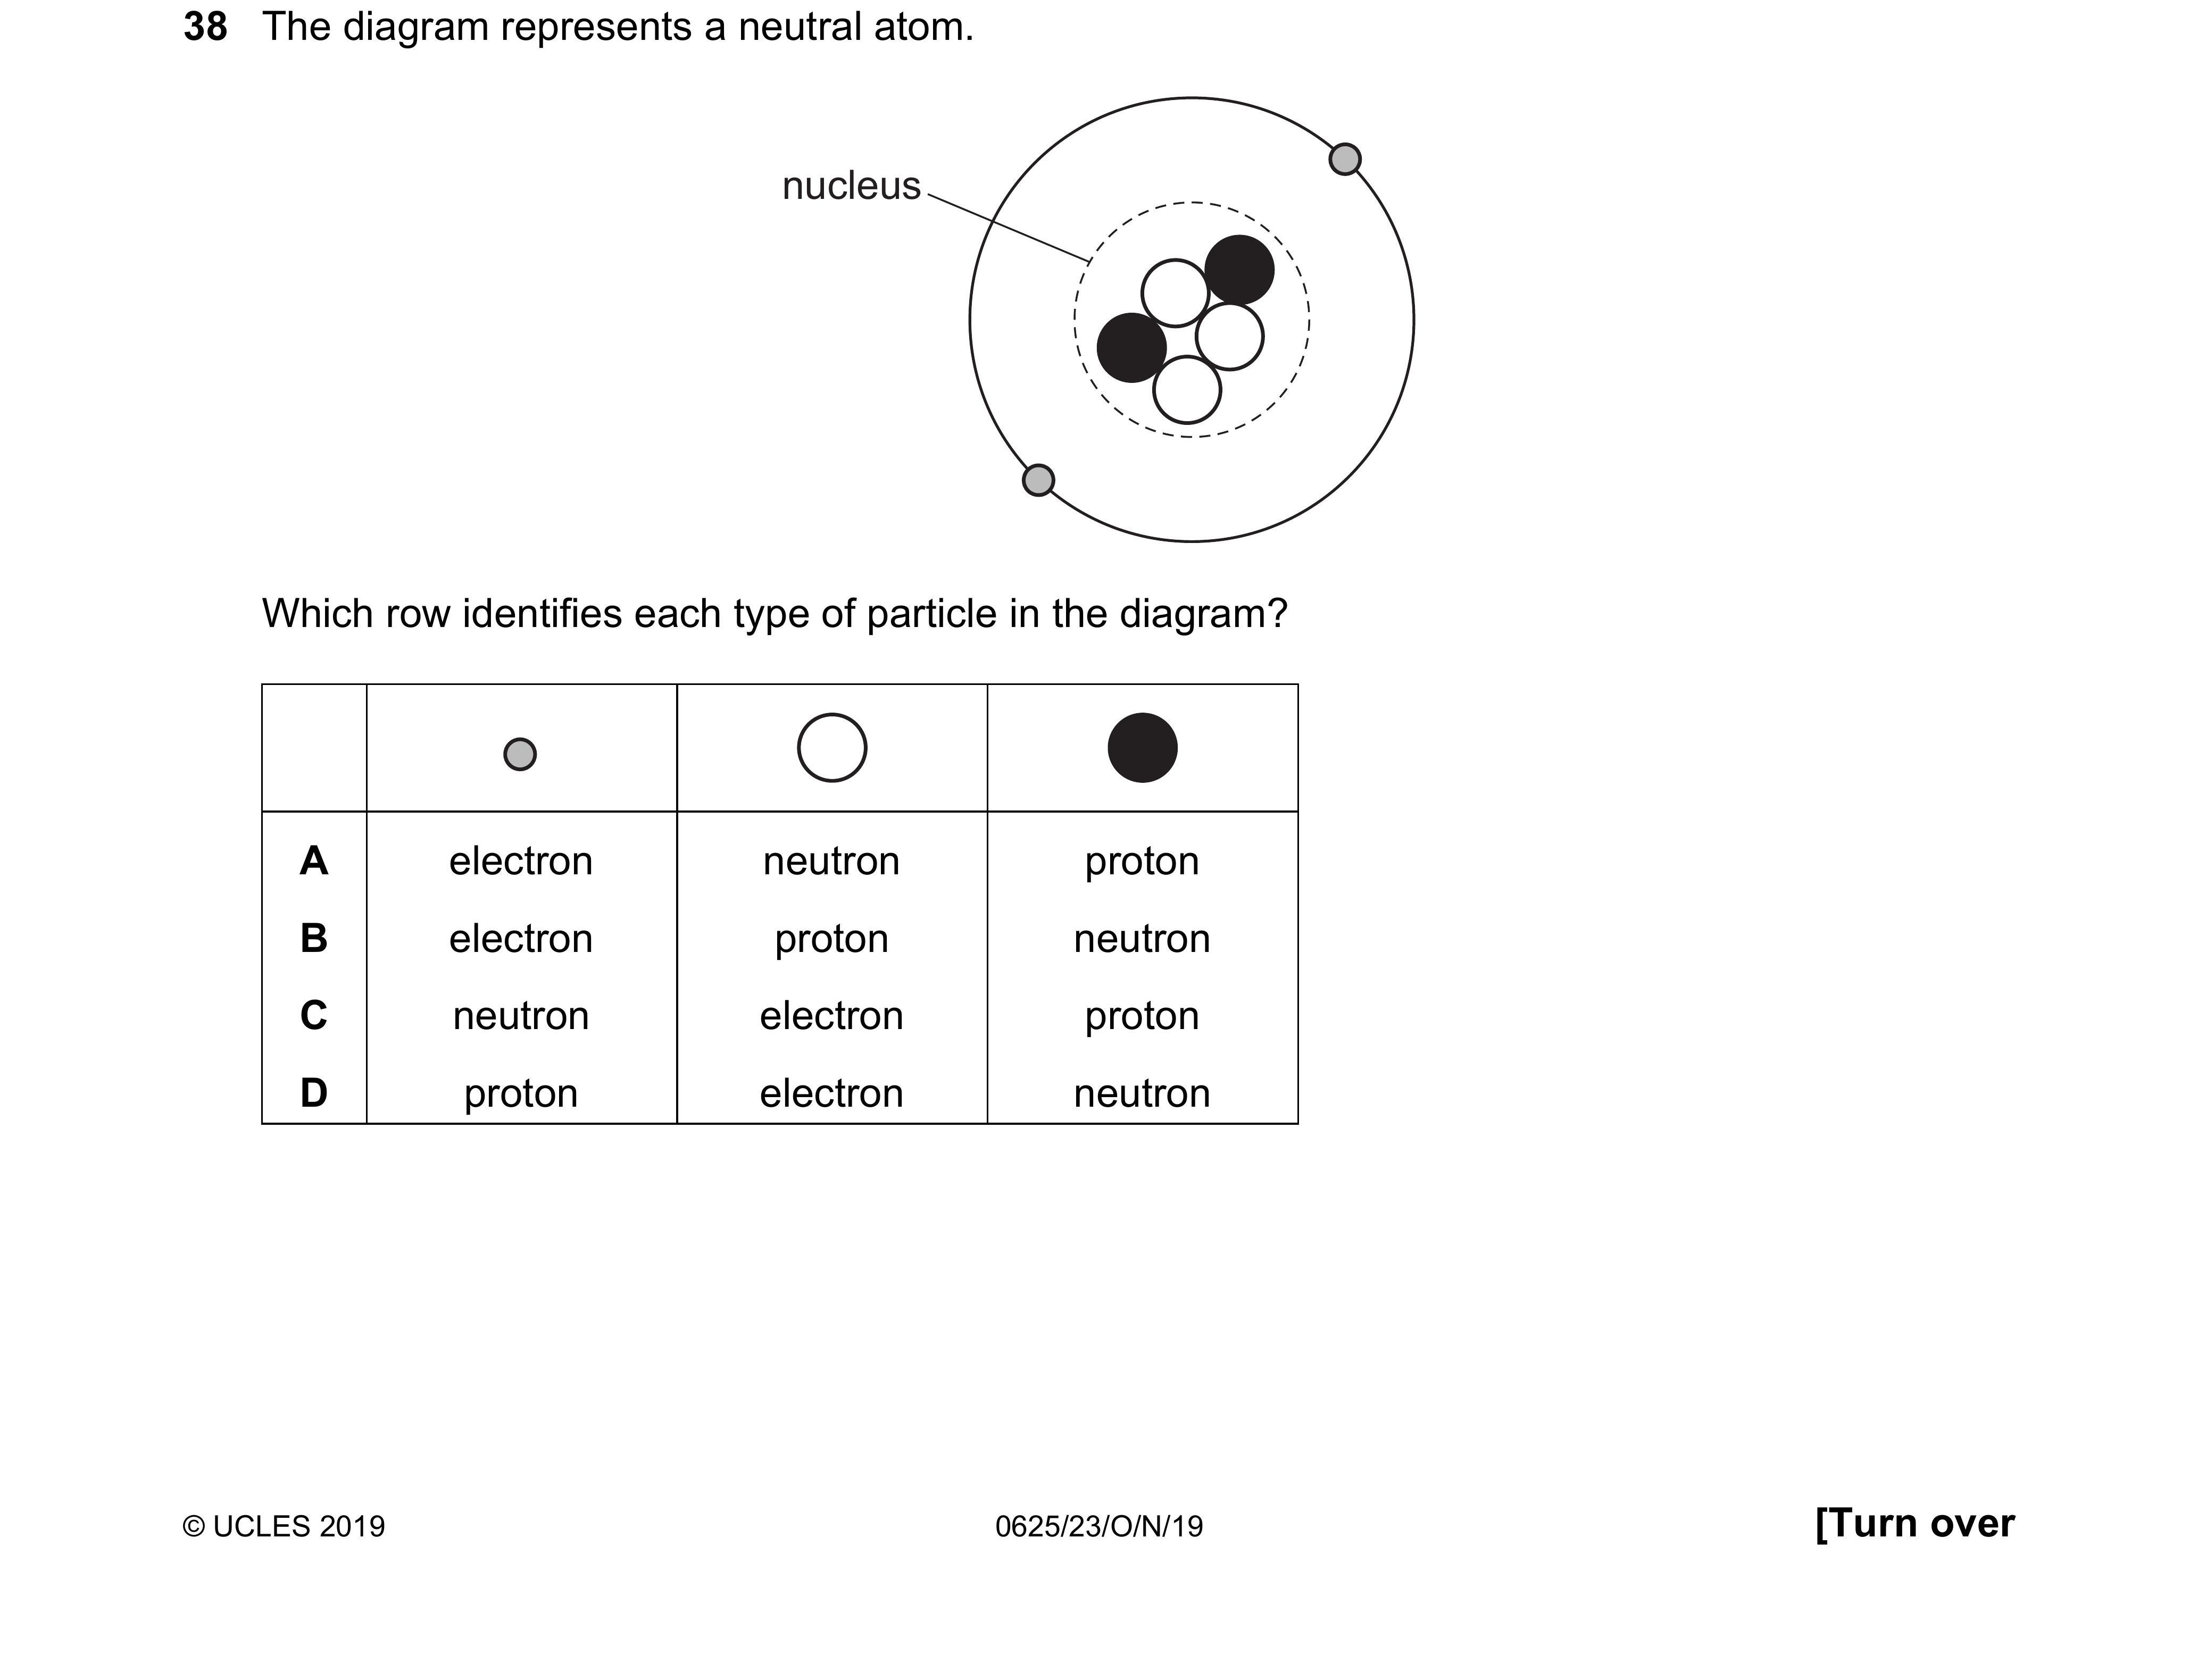 38 The diagram represents a neutral atom.
nucleus
Which row identifies each type of particle in the diagram?
A electron neutron proton
B electron proton neutron
C neutron electron proton
D proton electron neutron
© UCLES 2019 0625/23/O/N/19 [Turn over